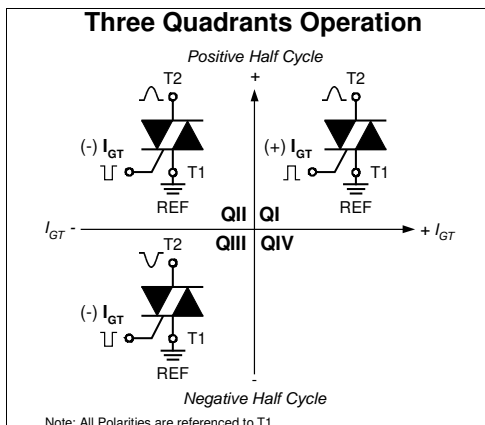 Three Quadrants Operation
Positive Half Cycle
T2 + T2
(-) IGT (+) IGT
T1 T1
REF REF
QII QI
IGT - + IGT
QIII QIV
T2
(-) IGT
T1
REF
-
Negative Half Cycle
Note: All Polarities are referenced to T1